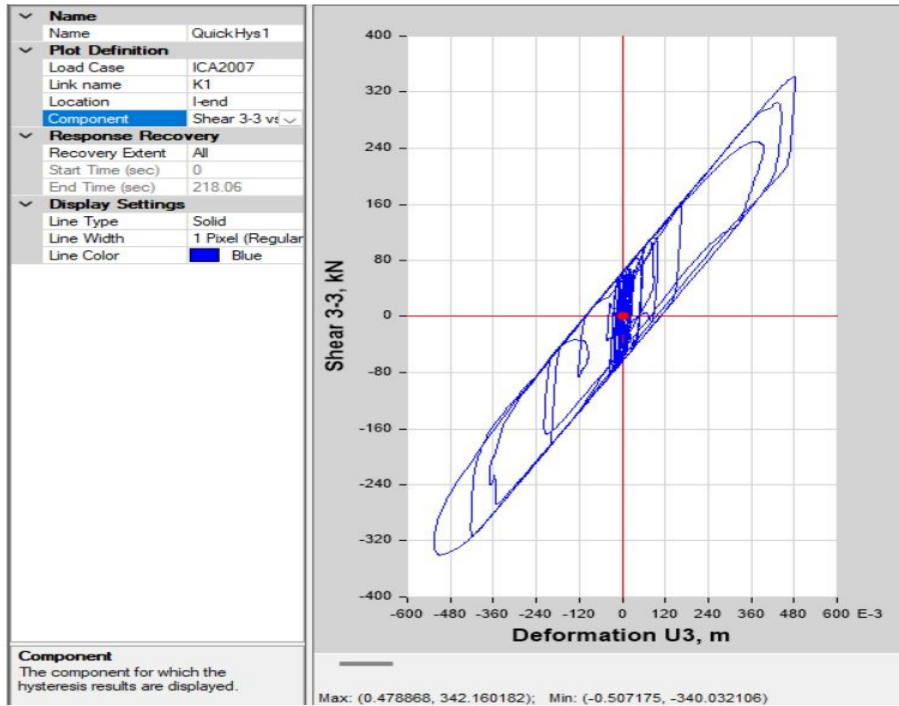 Name
Name QuickHys1
Plot Definition
Load Case ICA2007
Link name K1
Location I-end
Component Shear 3-3 vs
Response Recovery
Recovery Extent All
Start Time (sec) 0
End Time (sec) 218.06
Display Settings
Line Type Solid
Line Width 1 Pixel (Regular
Line Color Blue
Component
The component for which the
hysteresis results are displayed.
400
320
240
160
80
0
-80
-160
-240
-320
-400
Shear 3-3, kN
-600 -480 -360 -240 -120 0 120 240 360 480 600 E-3
Deformation U3, m
Max: (0.478868, 342.160182); Min: (-0.507175, -340.032106)